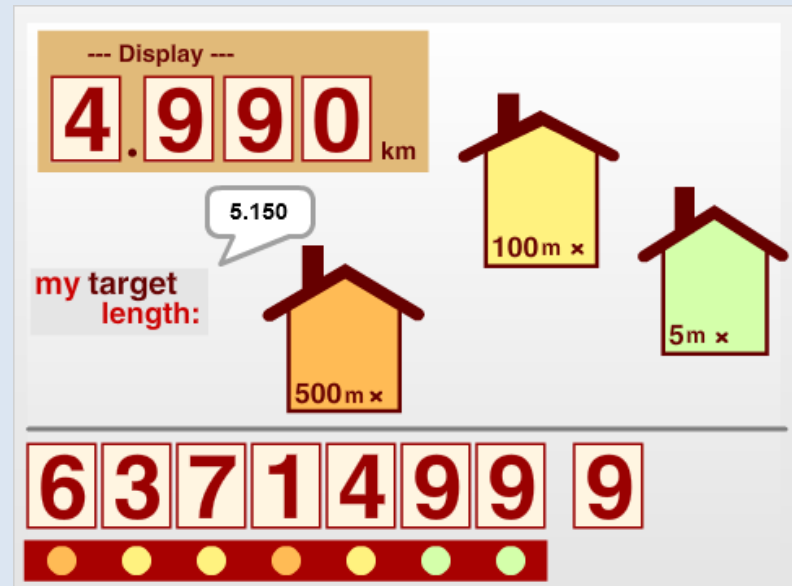 --- Display ---
4.990 km
5.150
my target
length:
100m ×
5m ×
500m ×
6 3 7 1 4 9 9 9